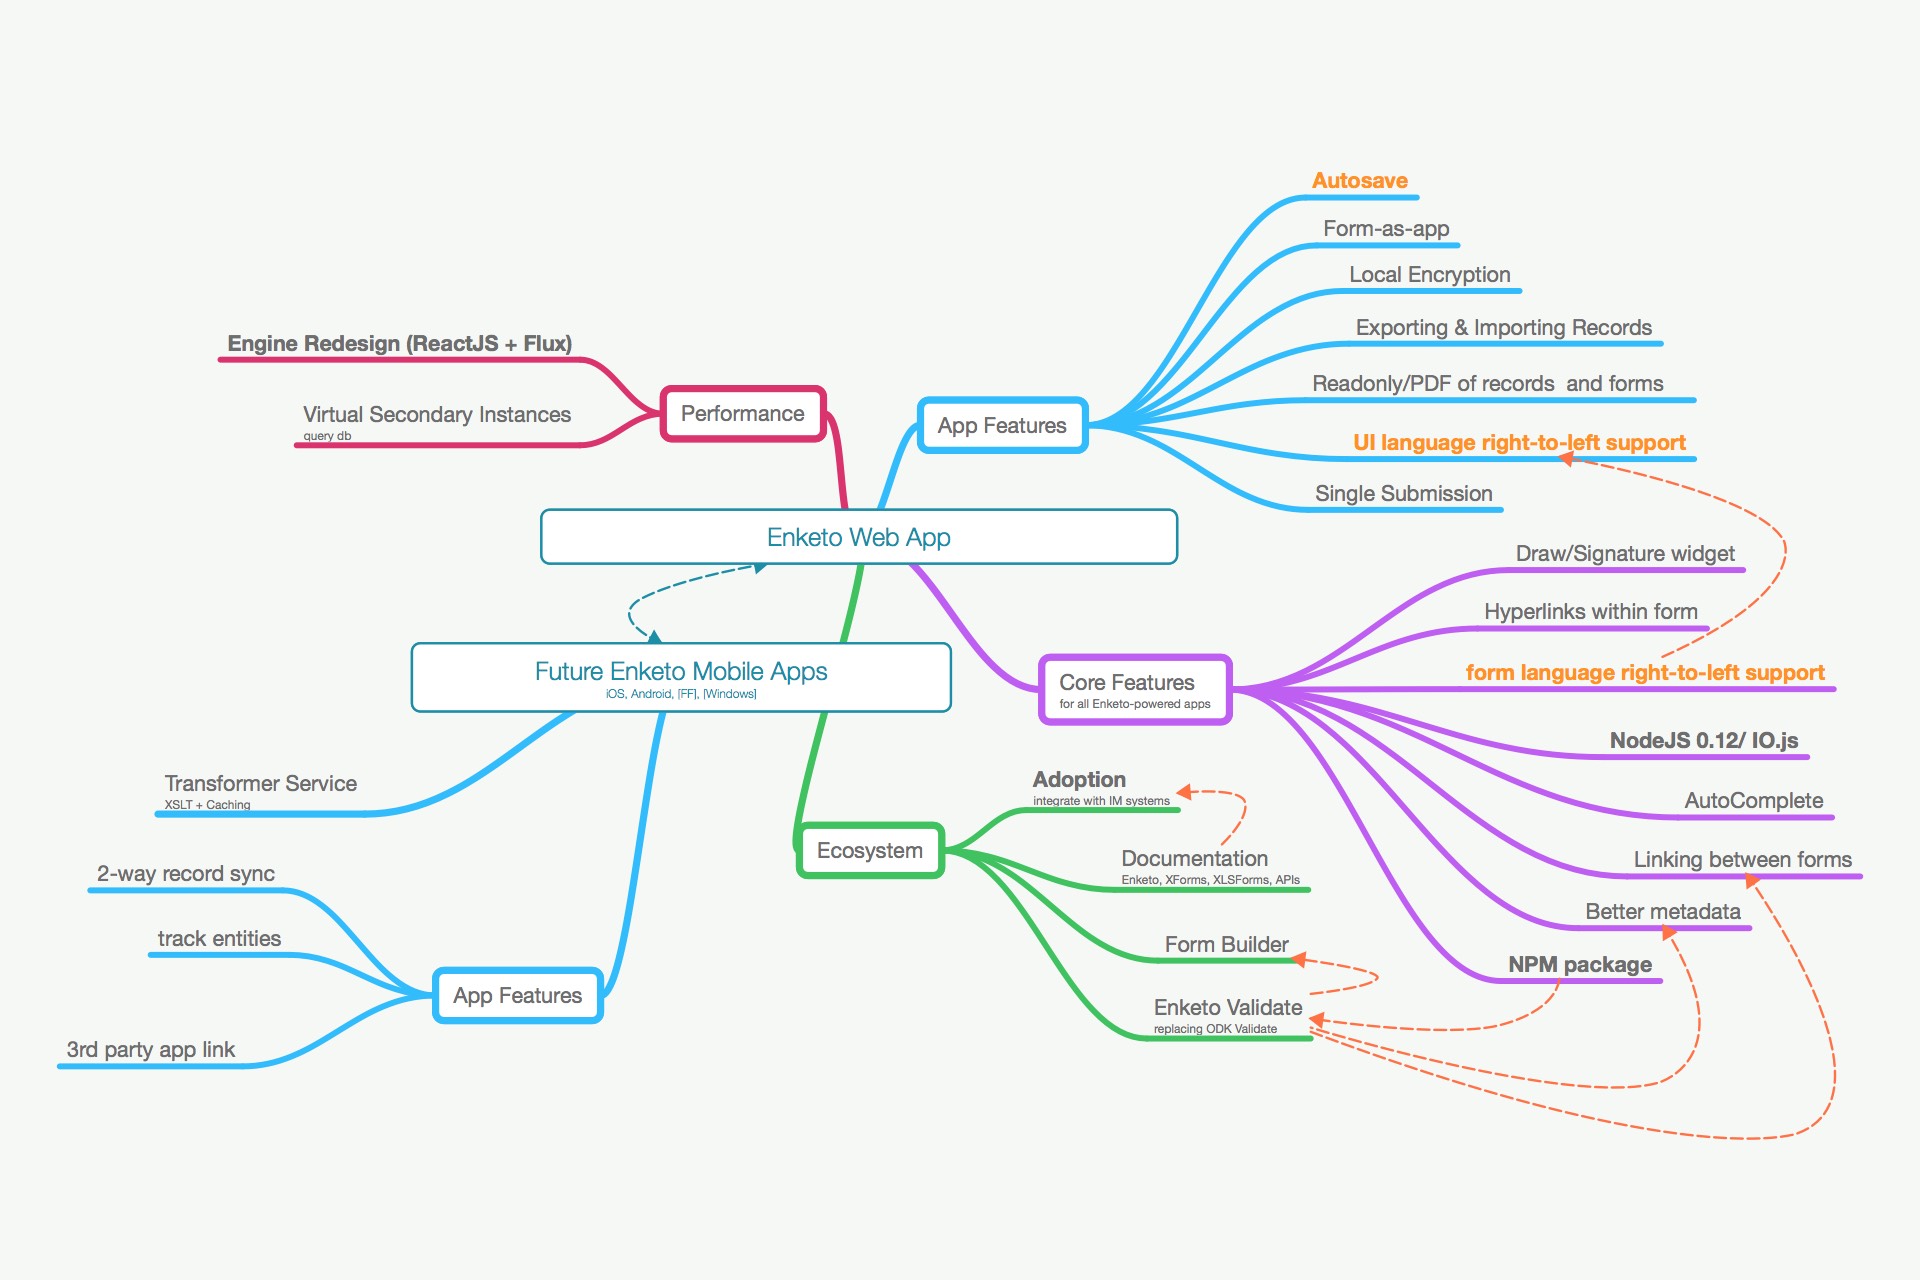 Autosave
Form-as-app
Local Encryption
Exporting & Importing Records
Readonly/PDF of records  and forms
UI language right-to-left support
Single Submission
App Features
Engine Redesign (ReactJS + Flux)
Virtual Secondary Instances
query db
Performance
Enketo Web App
Future Enketo Mobile Apps
iOS, Android, [FF], [Windows]
Core Features
for all Enketo-powered apps
Draw/Signature widget
Hyperlinks within form
form language right-to-left support
NodeJS 0.12/ IO.js
AutoComplete
Linking between forms
Better metadata
NPM package
Transformer Service
XSLT + Caching
2-way record sync
track entities
3rd party app link
App Features
Ecosystem
Adoption
integrate with IM systems
Documentation
Enketo, XForms, XLSForms, APIs
Form Builder
Enketo Validate
replacing ODK Validate